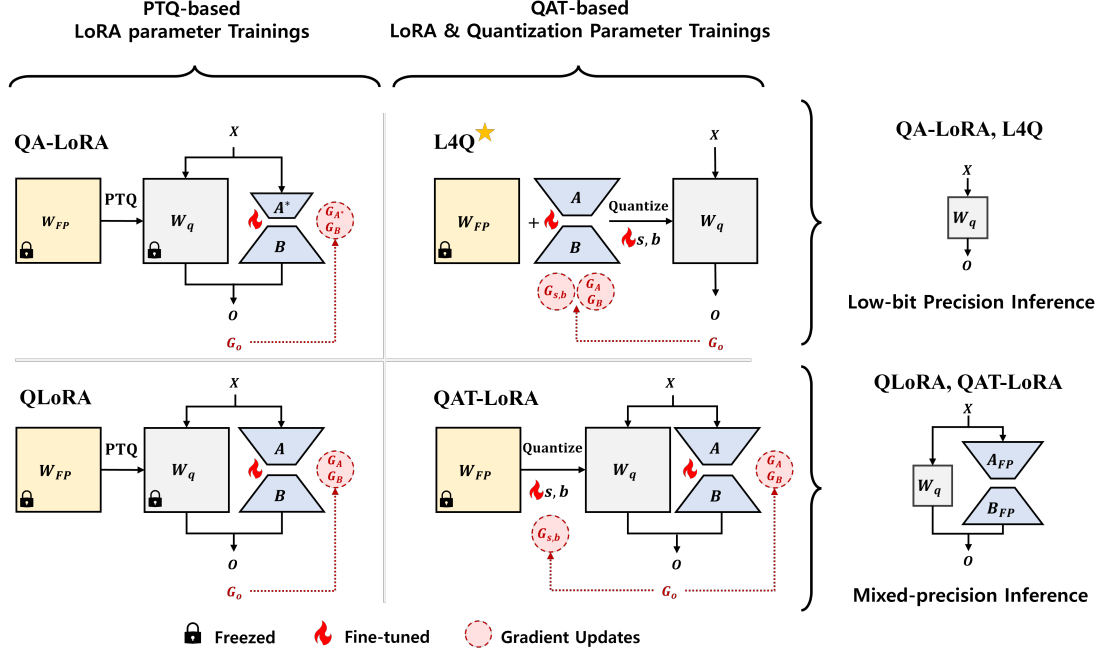 PTQ-based
LoRA parameter Trainings
QAT-based
LoRA & Quantization Parameter Trainings
QA-LoRA
X
W_FP
PTQ
W_q
A*
B
G_A*
G_B
O
G_o
L4Q
X
W_FP
+
A
B
Quantize
s, b
W_q
G_s,b
G_A
G_B
O
G_o
QA-LoRA, L4Q
X
W_q
O
Low-bit Precision Inference
QLoRA
X
W_FP
PTQ
W_q
A
B
G_A
G_B
O
G_o
QAT-LoRA
X
W_FP
Quantize
s, b
W_q
A
B
G_A
G_B
G_s,b
O
G_o
QLoRA, QAT-LoRA
X
W_q
A_FP
B_FP
O
Mixed-precision Inference
Freezed
Fine-tuned
Gradient Updates